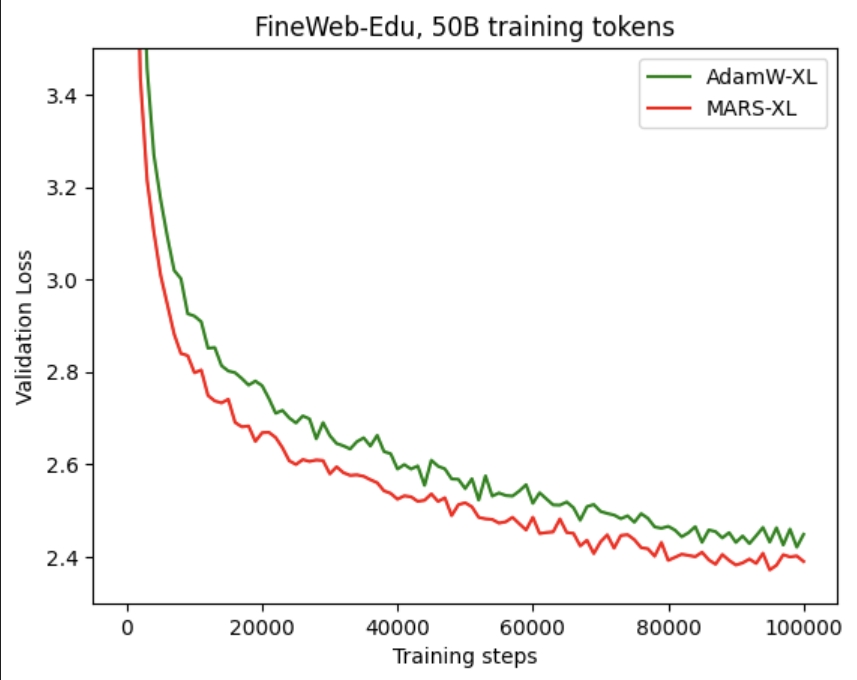 FineWeb-Edu, 50B training tokens
AdamW-XL
MARS-XL
3.4
3.2
3.0
2.8
2.6
2.4
Validation Loss
0 20000 40000 60000 80000 100000
Training steps